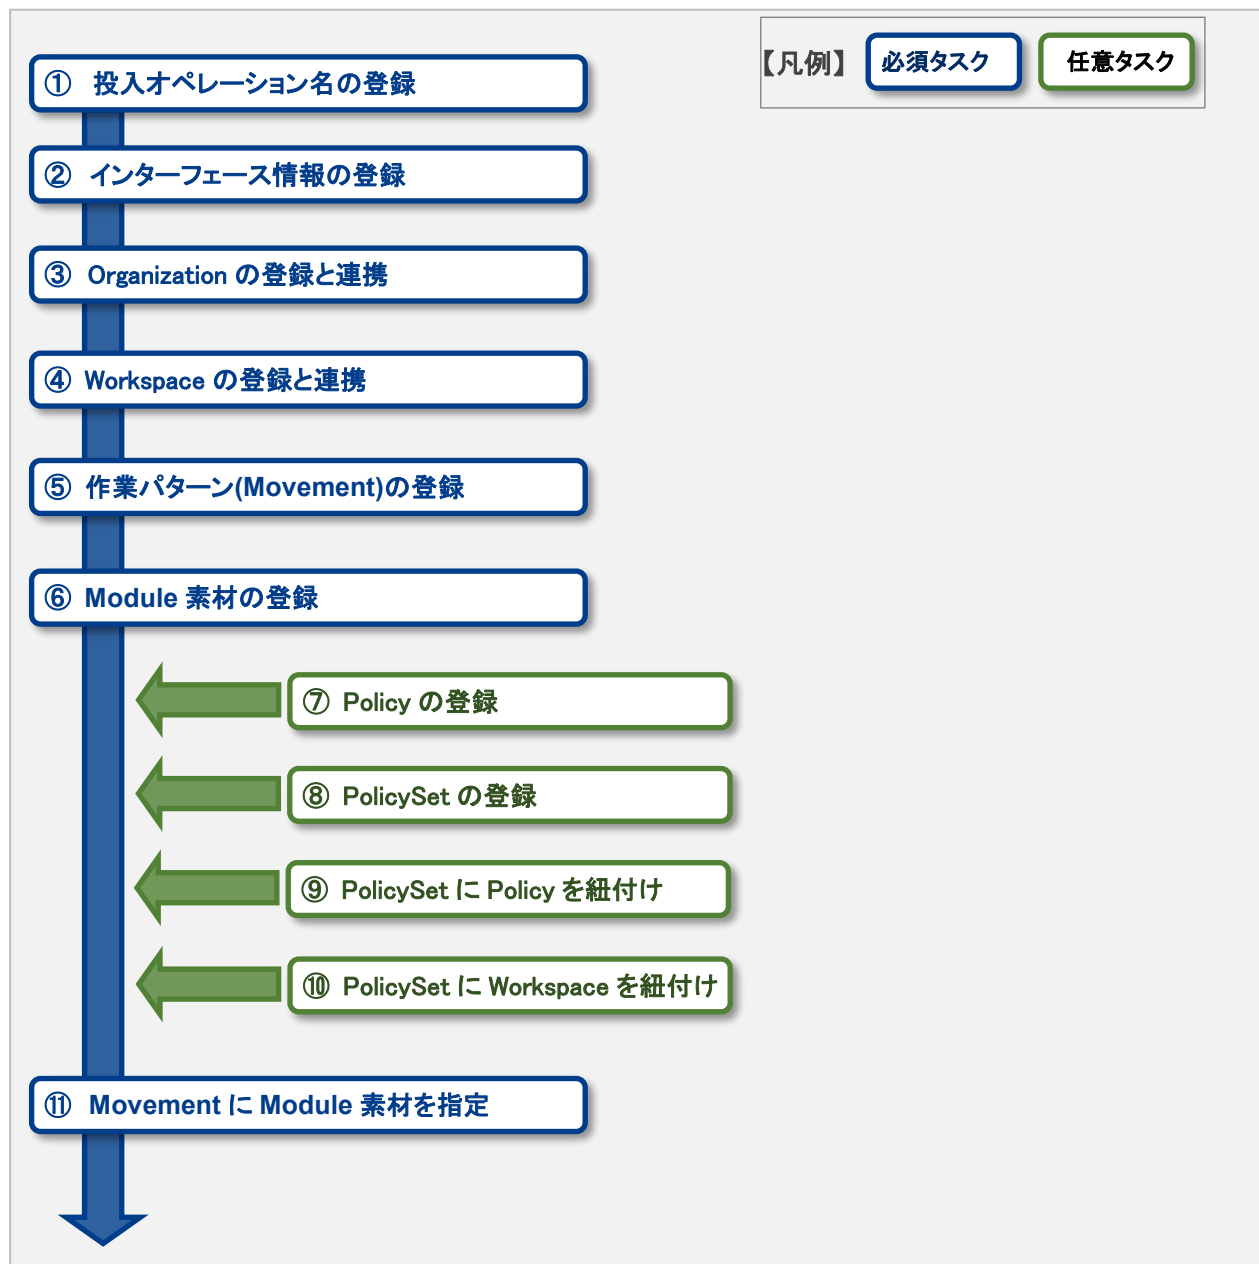 【凡例】 必須タスク 任意タスク
① 投入オペレーション名の登録
② インターフェース情報の登録
③ Organization の登録と連携
④ Workspace の登録と連携
⑤ 作業パターン(Movement)の登録
⑥ Module 素材の登録
⑦ Policy の登録
⑧ PolicySet の登録
⑨ PolicySet に Policy を紐付け
⑩ PolicySet に Workspace を紐付け
⑪ Movement に Module 素材を指定